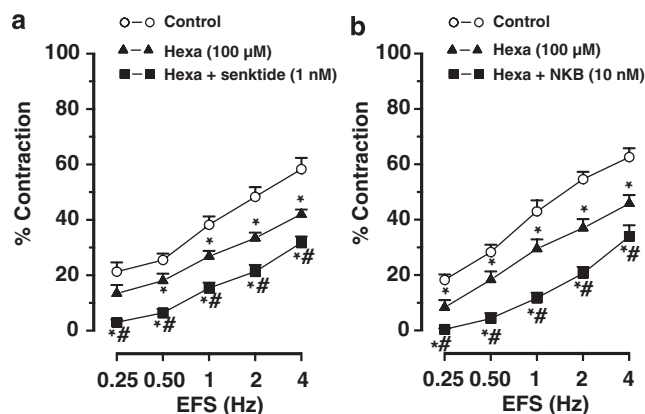 a
Control
Hexa (100 µM)
Hexa + senktide (1 nM)
100
80
60
40
20
0
% Contraction
*
*
*
*
*#
*#
*#
*#
*#
0.25 0.50 1 2 4
EFS (Hz)
b
Control
Hexa (100 µM)
Hexa + NKB (10 nM)
100
80
60
40
20
0
% Contraction
*
*
*
*
*
*#
*#
*#
*#
*#
0.25 0.50 1 2 4
EFS (Hz)